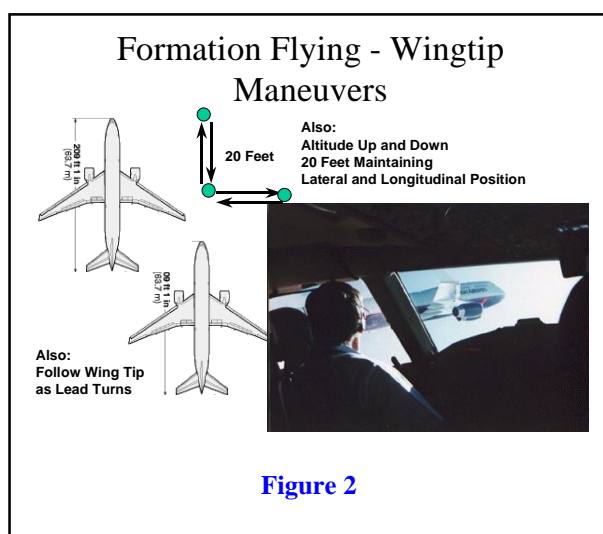 Formation Flying - Wingtip
Maneuvers
209 ft 1 in
(63.7 m)
20 Feet
Also:
Altitude Up and Down
20 Feet Maintaining
Lateral and Longitudinal Position
09 ft 1 in
(63.7 m)
Also:
Follow Wing Tip
as Lead Turns
Figure 2